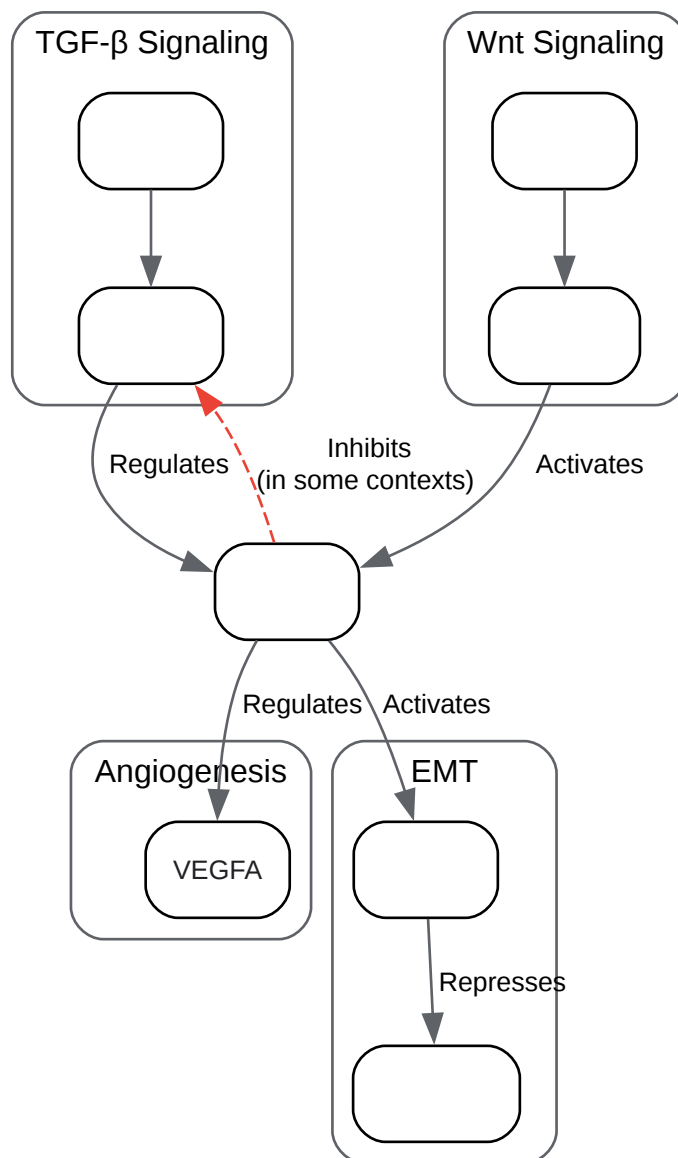 TGF-β Signaling
Wnt Signaling
Regulates
Inhibits
(in some contexts)
Activates
Regulates
Activates
Angiogenesis
EMT
VEGFA
Represses